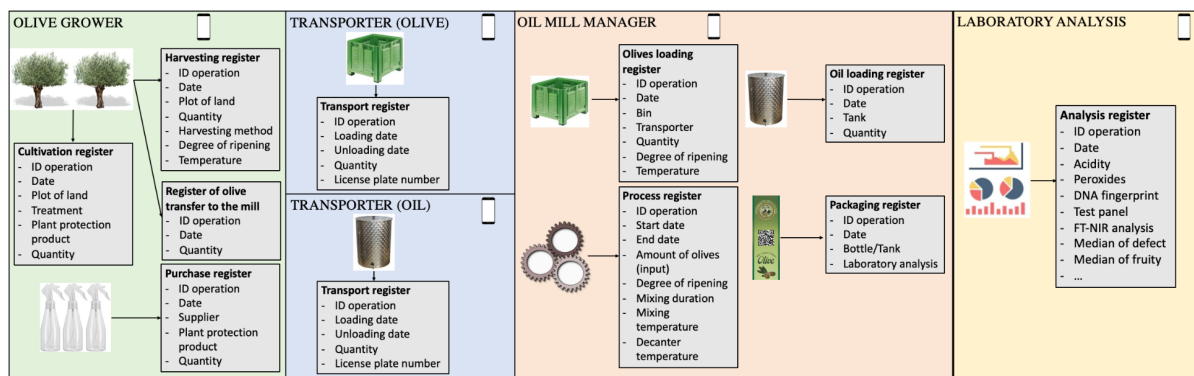 OLIVE GROWER
Harvesting register
- ID operation
- Date
- Plot of land
- Quantity
- Harvesting method
- Degree of ripening
- Temperature
Cultivation register
- ID operation
- Date
- Plot of land
- Treatment
- Plant protection
product
- Quantity
Register of olive
transfer to the mill
- ID operation
- Date
- Quantity
Purchase register
- ID operation
- Date
- Supplier
- Plant protection
product
- Quantity
TRANSPORTER (OLIVE)
Transport register
- ID operation
- Loading date
- Unloading date
- Quantity
- License plate number
TRANSPORTER (OIL)
Transport register
- ID operation
- Loading date
- Unloading date
- Quantity
- License plate number
OIL MILL MANAGER
Olives loading
register
- ID operation
- Date
- Bin
- Transporter
- Quantity
- Degree of ripening
- Temperature
Oil loading register
- ID operation
- Date
- Tank
- Quantity
Process register
- ID operation
- Start date
- End date
- Amount of olives
(input)
- Degree of ripening
- Mixing duration
- Mixing
temperature
- Decanter
temperature
Olive
Packaging register
- ID operation
- Date
- Bottle/Tank
- Laboratory analysis
LABORATORY ANALYSIS
Analysis register
- ID operation
- Date
- Acidity
- Peroxides
- DNA fingerprint
- Test panel
- FT-NIR analysis
- Median of defect
- Median of fruity
- ...